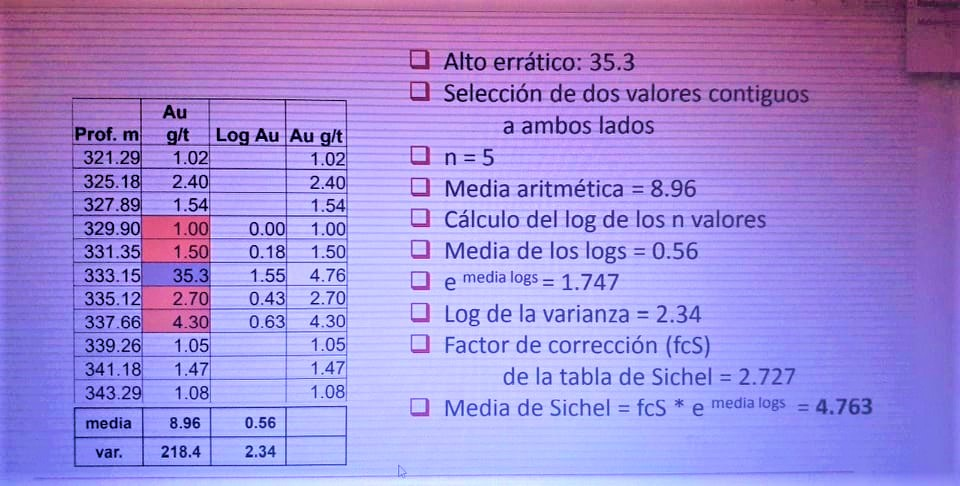 Prof. m Au g/t Log Au Au g/t
321.29 1.02 1.02
325.18 2.40 2.40
327.89 1.54 1.54
329.90 1.00 0.00 1.00
331.35 1.50 0.18 1.50
333.15 35.3 1.55 4.76
335.12 2.70 0.43 2.70
337.66 4.30 0.63 4.30
339.26 1.05 1.05
341.18 1.47 1.47
343.29 1.08 1.08
media 8.96 0.56
var. 218.4 2.34
Alto errático: 35.3
Selección de dos valores contiguos
a ambos lados
n = 5
Media aritmética = 8.96
Cálculo del log de los n valores
Media de los logs = 0.56
e media logs = 1.747
Log de la varianza = 2.34
Factor de corrección (fcS)
de la tabla de Sichel = 2.727
Media de Sichel = fcS * e media logs = 4.763